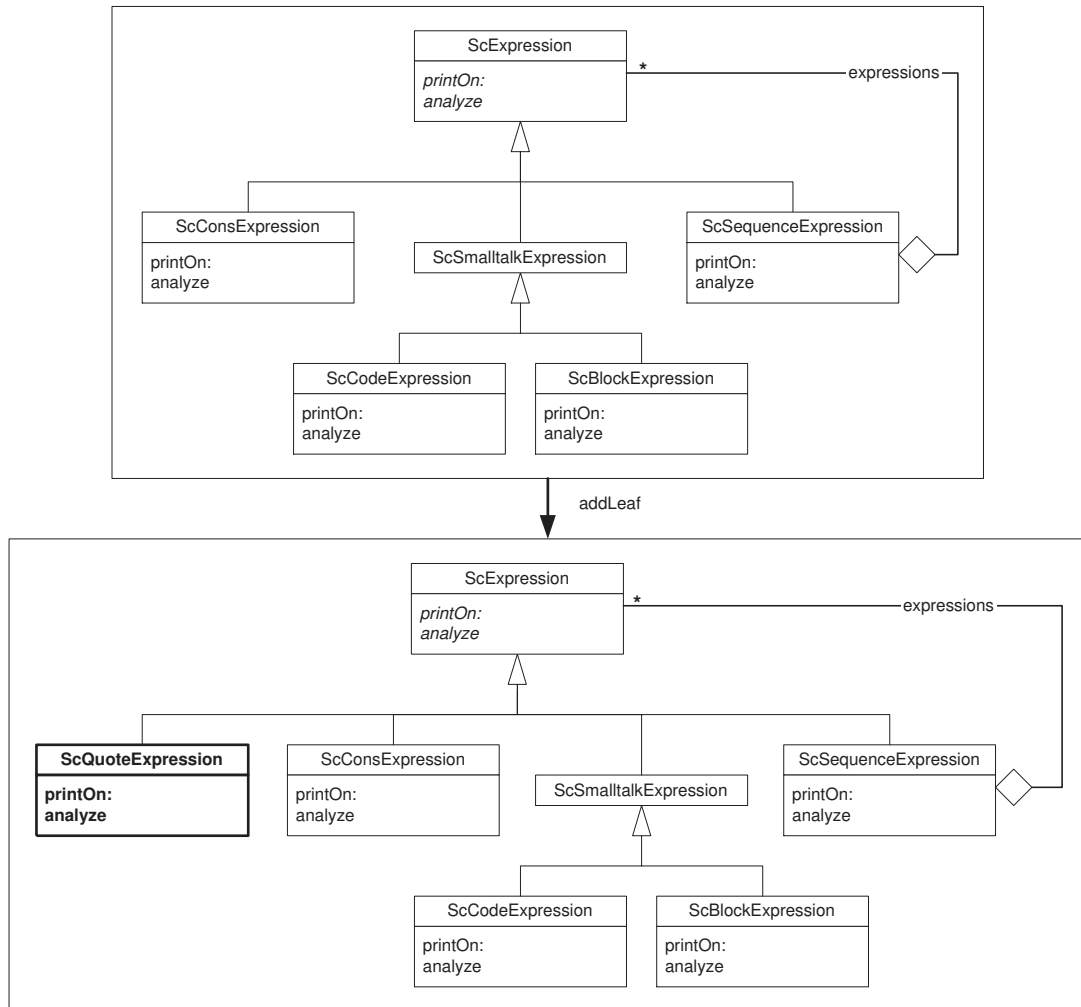 ScExpression
printOn:
analyze
*
expressions
ScConsExpression
printOn:
analyze
ScSmalltalkExpression
ScSequenceExpression
printOn:
analyze
ScCodeExpression
printOn:
analyze
ScBlockExpression
printOn:
analyze
addLeaf
ScExpression
printOn:
analyze
*
expressions
ScQuoteExpression
printOn:
analyze
ScConsExpression
printOn:
analyze
ScSmalltalkExpression
ScSequenceExpression
printOn:
analyze
ScCodeExpression
printOn:
analyze
ScBlockExpression
printOn:
analyze